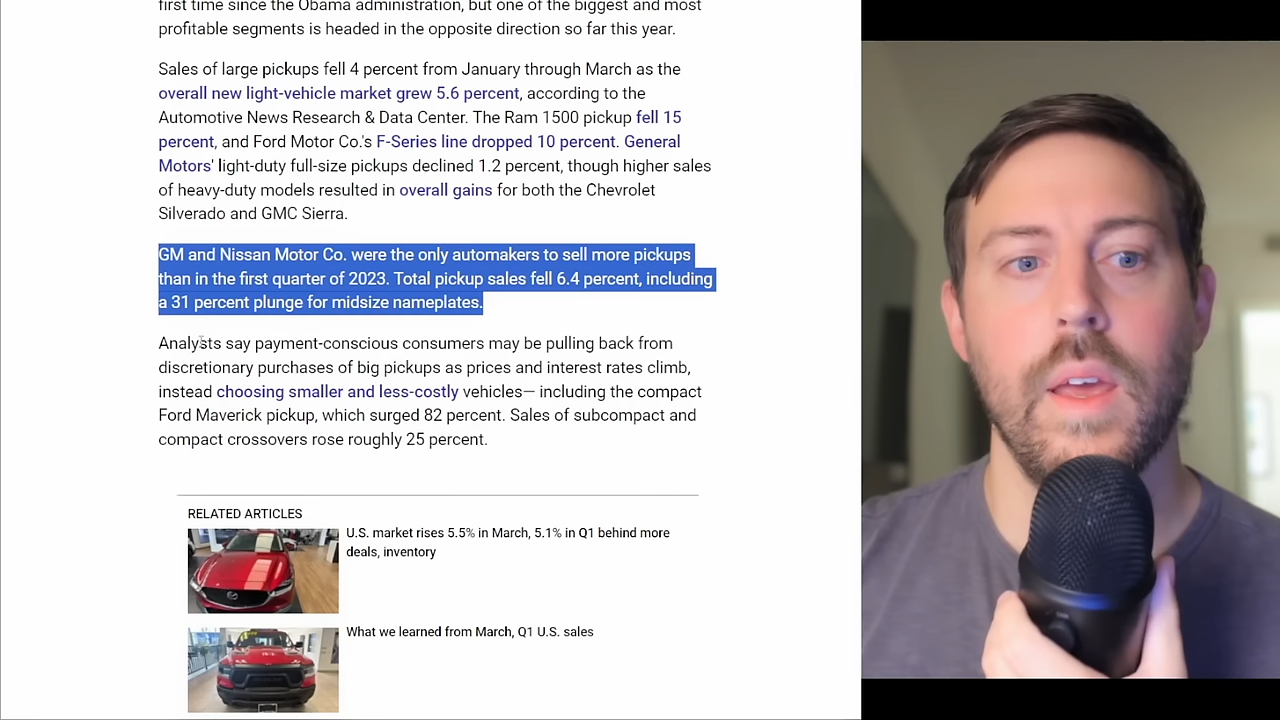 first time since the Obama administration, but one of the biggest and most
profitable segments is headed in the opposite direction so far this year.
Sales of large pickups fell 4 percent from January through March as the
overall new light-vehicle market grew 5.6 percent, according to the
Automotive News Research & Data Center. The Ram 1500 pickup fell 15
percent, and Ford Motor Co.'s F-Series line dropped 10 percent. General
Motors' light-duty full-size pickups declined 1.2 percent, though higher sales
of heavy-duty models resulted in overall gains for both the Chevrolet
Silverado and GMC Sierra.
GM and Nissan Motor Co. were the only automakers to sell more pickups
than in the first quarter of 2023. Total pickup sales fell 6.4 percent, including
a 31 percent plunge for midsize nameplates.
Analysts say payment-conscious consumers may be pulling back from
discretionary purchases of big pickups as prices and interest rates climb,
instead choosing smaller and less-costly vehicles— including the compact
Ford Maverick pickup, which surged 82 percent. Sales of subcompact and
compact crossovers rose roughly 25 percent.
RELATED ARTICLES
U.S. market rises 5.5% in March, 5.1% in Q1 behind more
deals, inventory
What we learned from March, Q1 U.S. sales